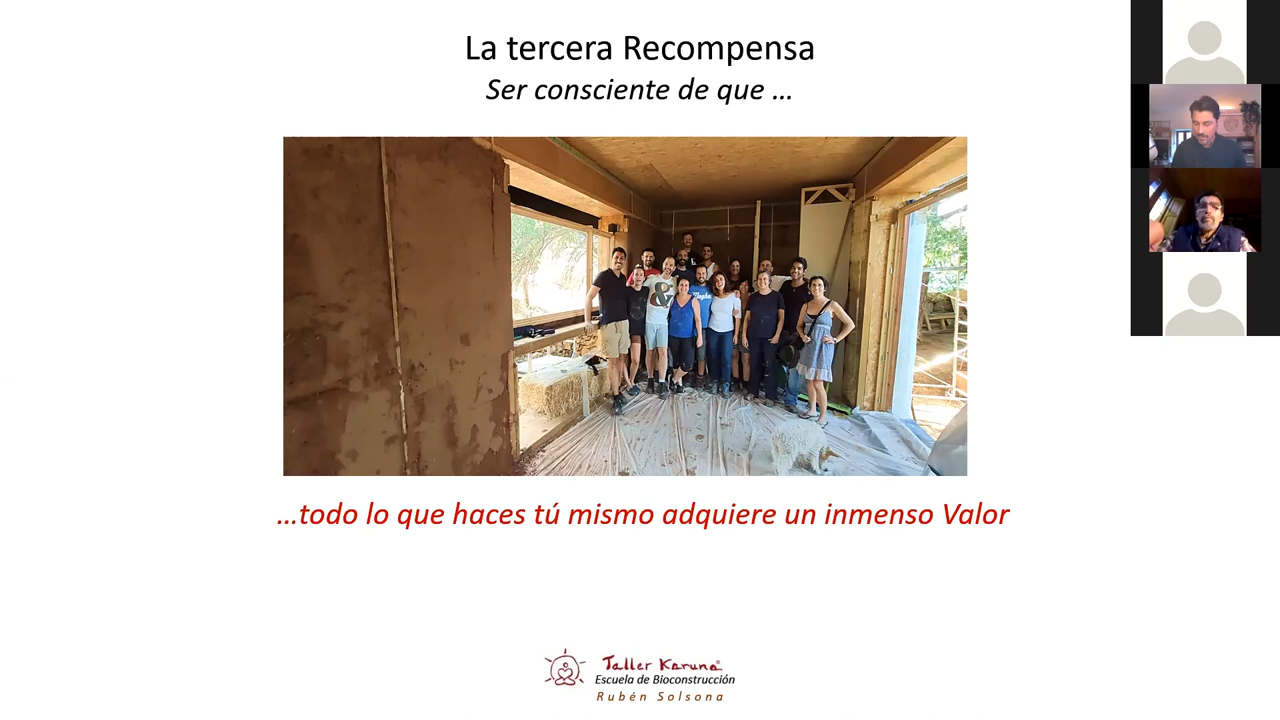 La tercera Recompensa
Ser consciente de que ...
...todo lo que haces tú mismo adquiere un inmenso Valor
Taller Karuna
Escuela de Bioconstrucción
Rubén Solsona